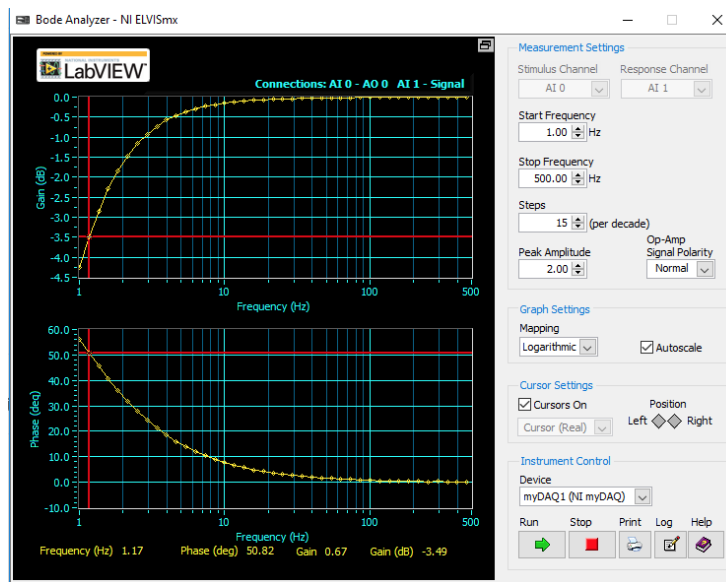 Bode Analyzer - NI ELVISmx
POWERED BY
NATIONAL INSTRUMENTS
LabVIEW™
Connections: AI 0 - AO 0 AI 1 - Signal
0.0
-0.5
-1.0
-1.5
-2.0
-2.5
-3.0
-3.5
-4.0
-4.5
Gain (dB)
1 10 100 500
Frequency (Hz)
60.0
50.0
40.0
30.0
20.0
10.0
0.0
-10.0
Phase (deg)
1 10 100 500
Frequency (Hz)
Frequency (Hz) 1.17 Phase (deg) 50.82 Gain 0.67 Gain (dB) -3.49
Measurement Settings
Stimulus Channel Response Channel
AI 0 AI 1
Start Frequency
1.00 Hz
Stop Frequency
500.00 Hz
Steps
15 (per decade)
Peak Amplitude Op-Amp Signal Polarity
2.00 Normal
Graph Settings
Mapping
Logarithmic Autoscale
Cursor Settings
Cursors On Position
Cursor (Real) Left Right
Instrument Control
Device
myDAQ1 (NI myDAQ)
Run Stop Print Log Help